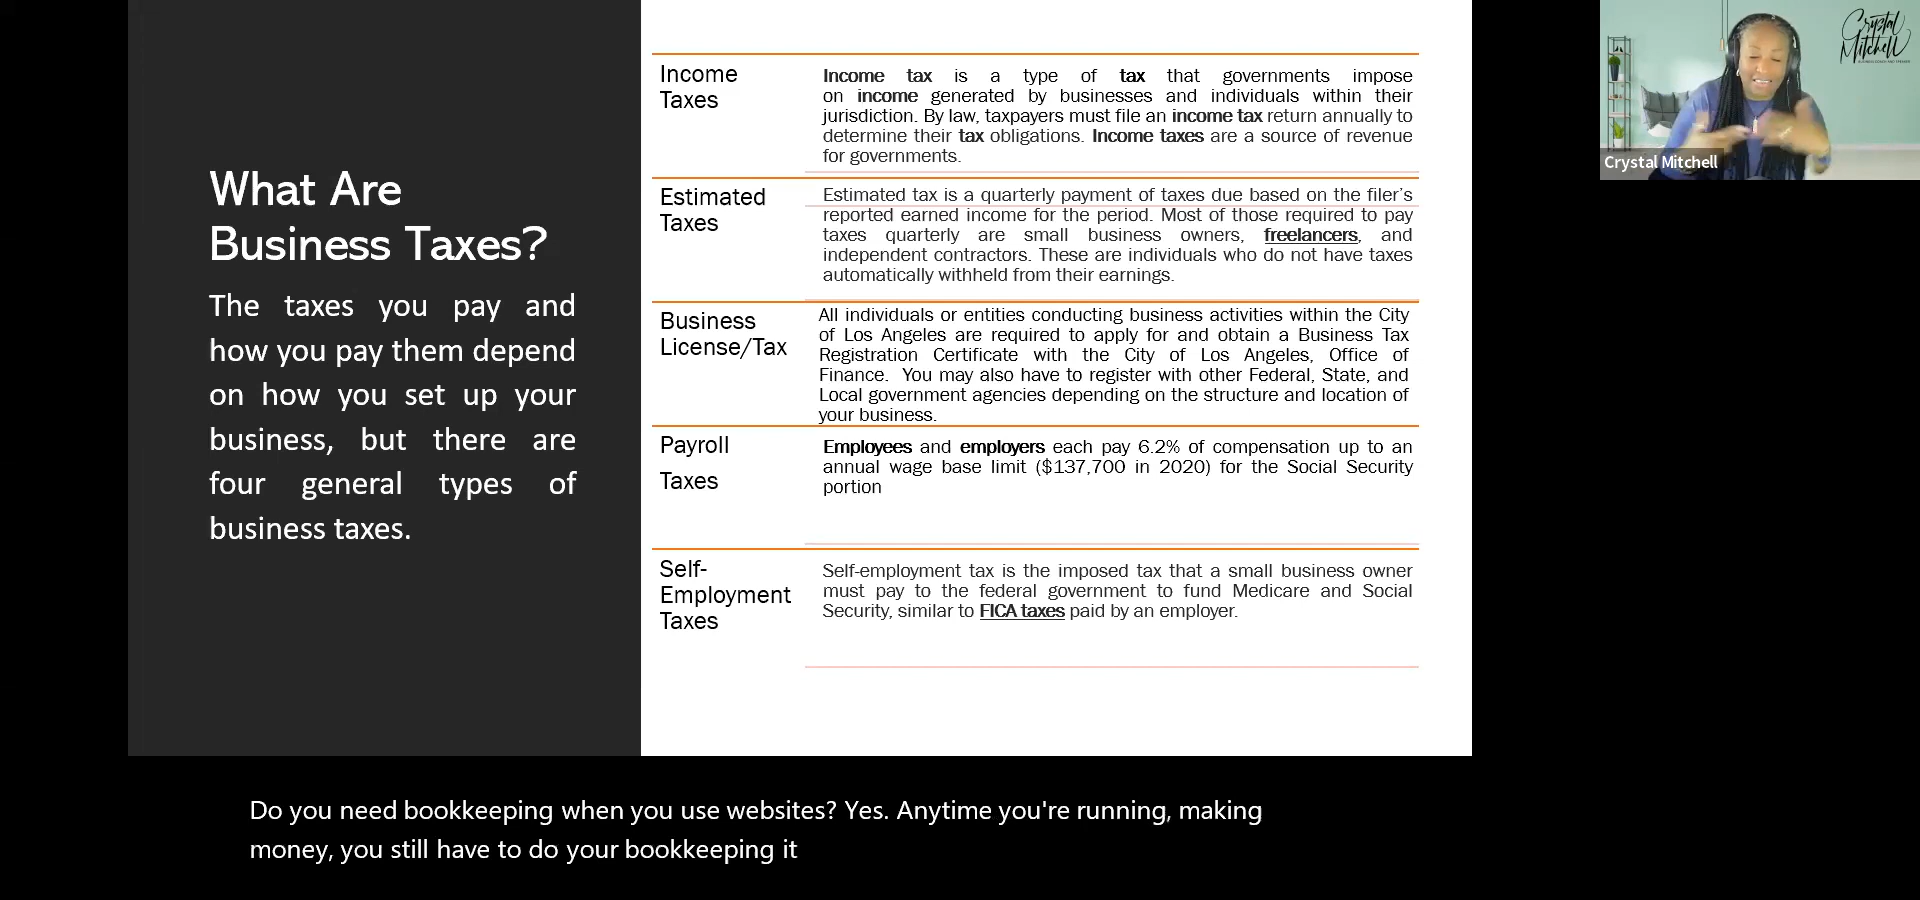 What Are
Business Taxes?
The taxes you pay and
how you pay them depend
on how you set up your
business, but there are
four general types of
business taxes.
Income
Taxes
Income tax is a type of tax that governments impose
on income generated by businesses and individuals within their
jurisdiction. By law, taxpayers must file an income tax return annually to
determine their tax obligations. Income taxes are a source of revenue
for governments.
Estimated
Taxes
Estimated tax is a quarterly payment of taxes due based on the filer's
reported earned income for the period. Most of those required to pay
taxes quarterly are small business owners, freelancers, and
independent contractors. These are individuals who do not have taxes
automatically withheld from their earnings.
Business
License/Tax
All individuals or entities conducting business activities within the City
of Los Angeles are required to apply for and obtain a Business Tax
Registration Certificate with the City of Los Angeles, Office of
Finance. You may also have to register with other Federal, State, and
Local government agencies depending on the structure and location of
your business.
Payroll
Taxes
Employees and employers each pay 6.2% of compensation up to an
annual wage base limit ($137,700 in 2020) for the Social Security
portion
Self-
Employment
Taxes
Self-employment tax is the imposed tax that a small business owner
must pay to the federal government to fund Medicare and Social
Security, similar to FICA taxes paid by an employer.
Crystal
Mitchell
Crystal Mitchell
Do you need bookkeeping when you use websites? Yes. Anytime you're running, making
money, you still have to do your bookkeeping it